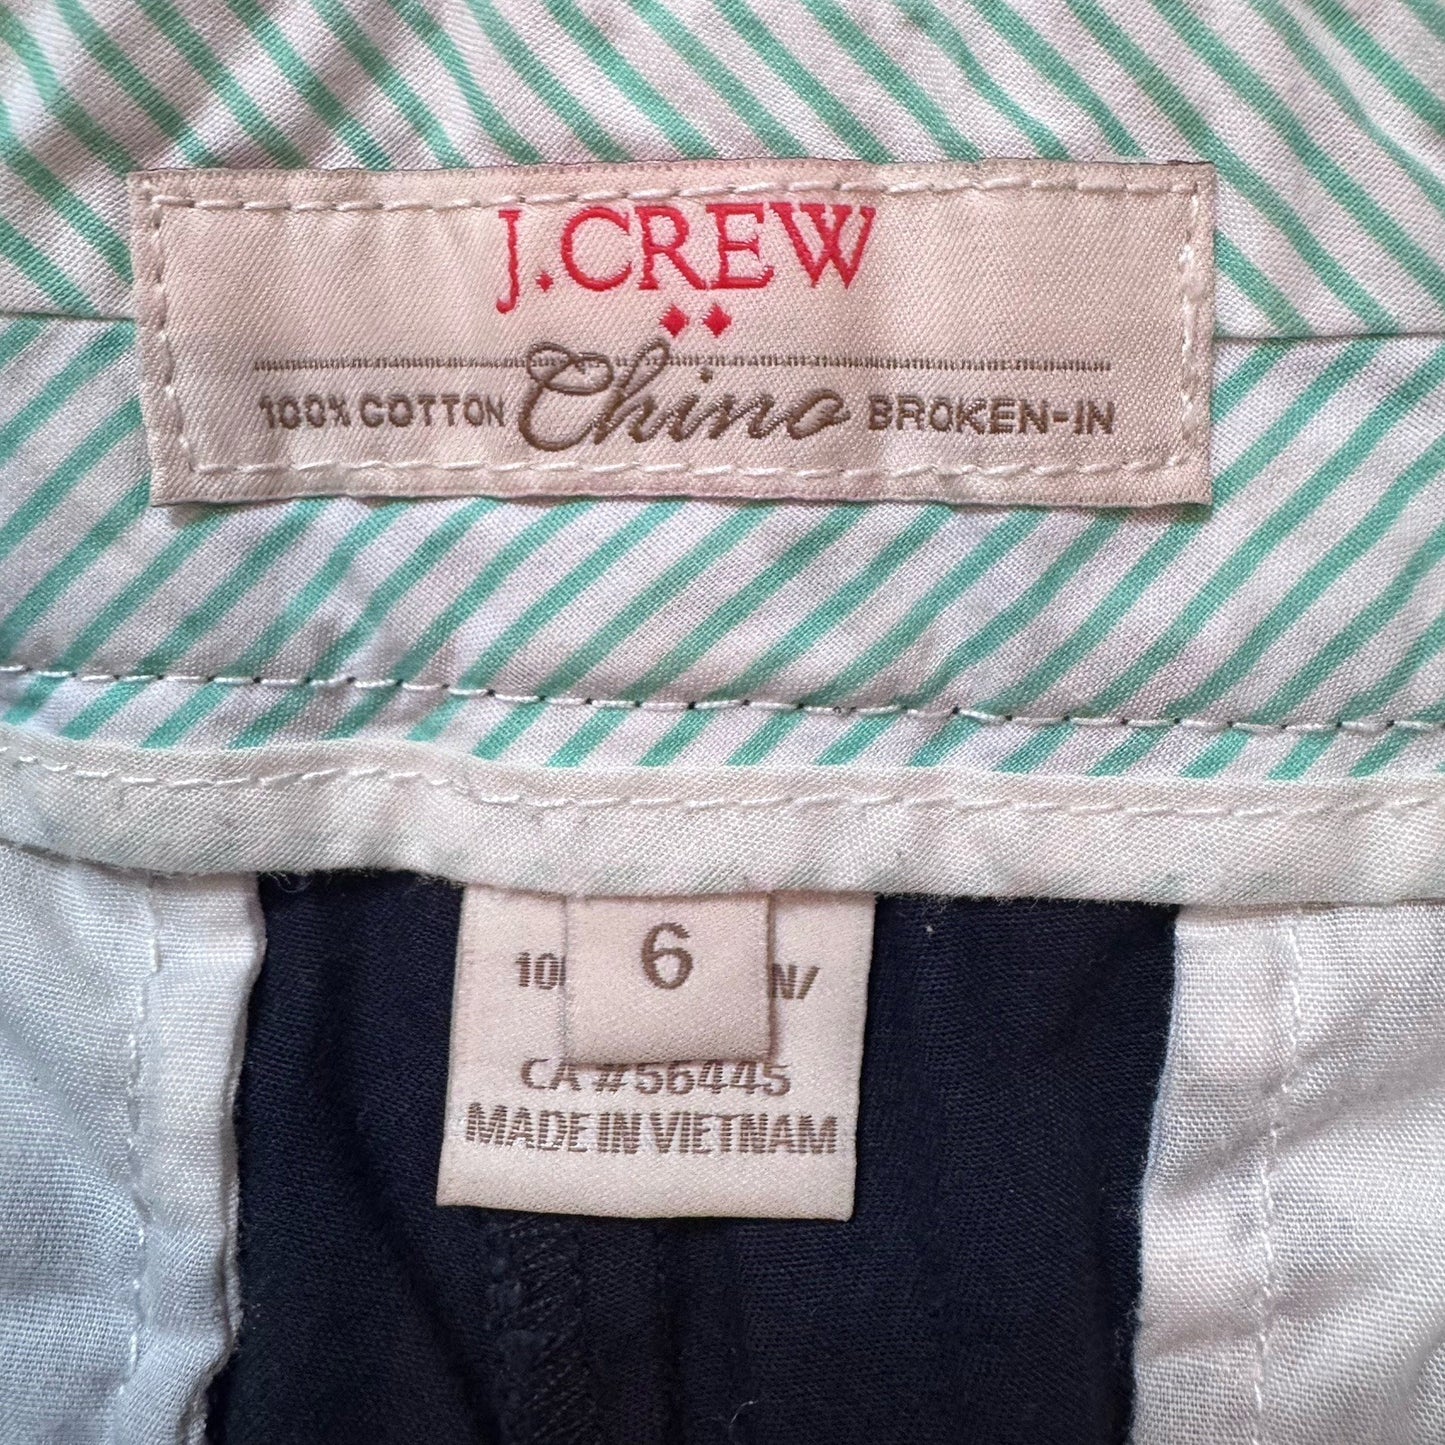 J.CREW
100% COTTON Chino BROKEN-IN
6
CA #56445
MADE IN VIETNAM